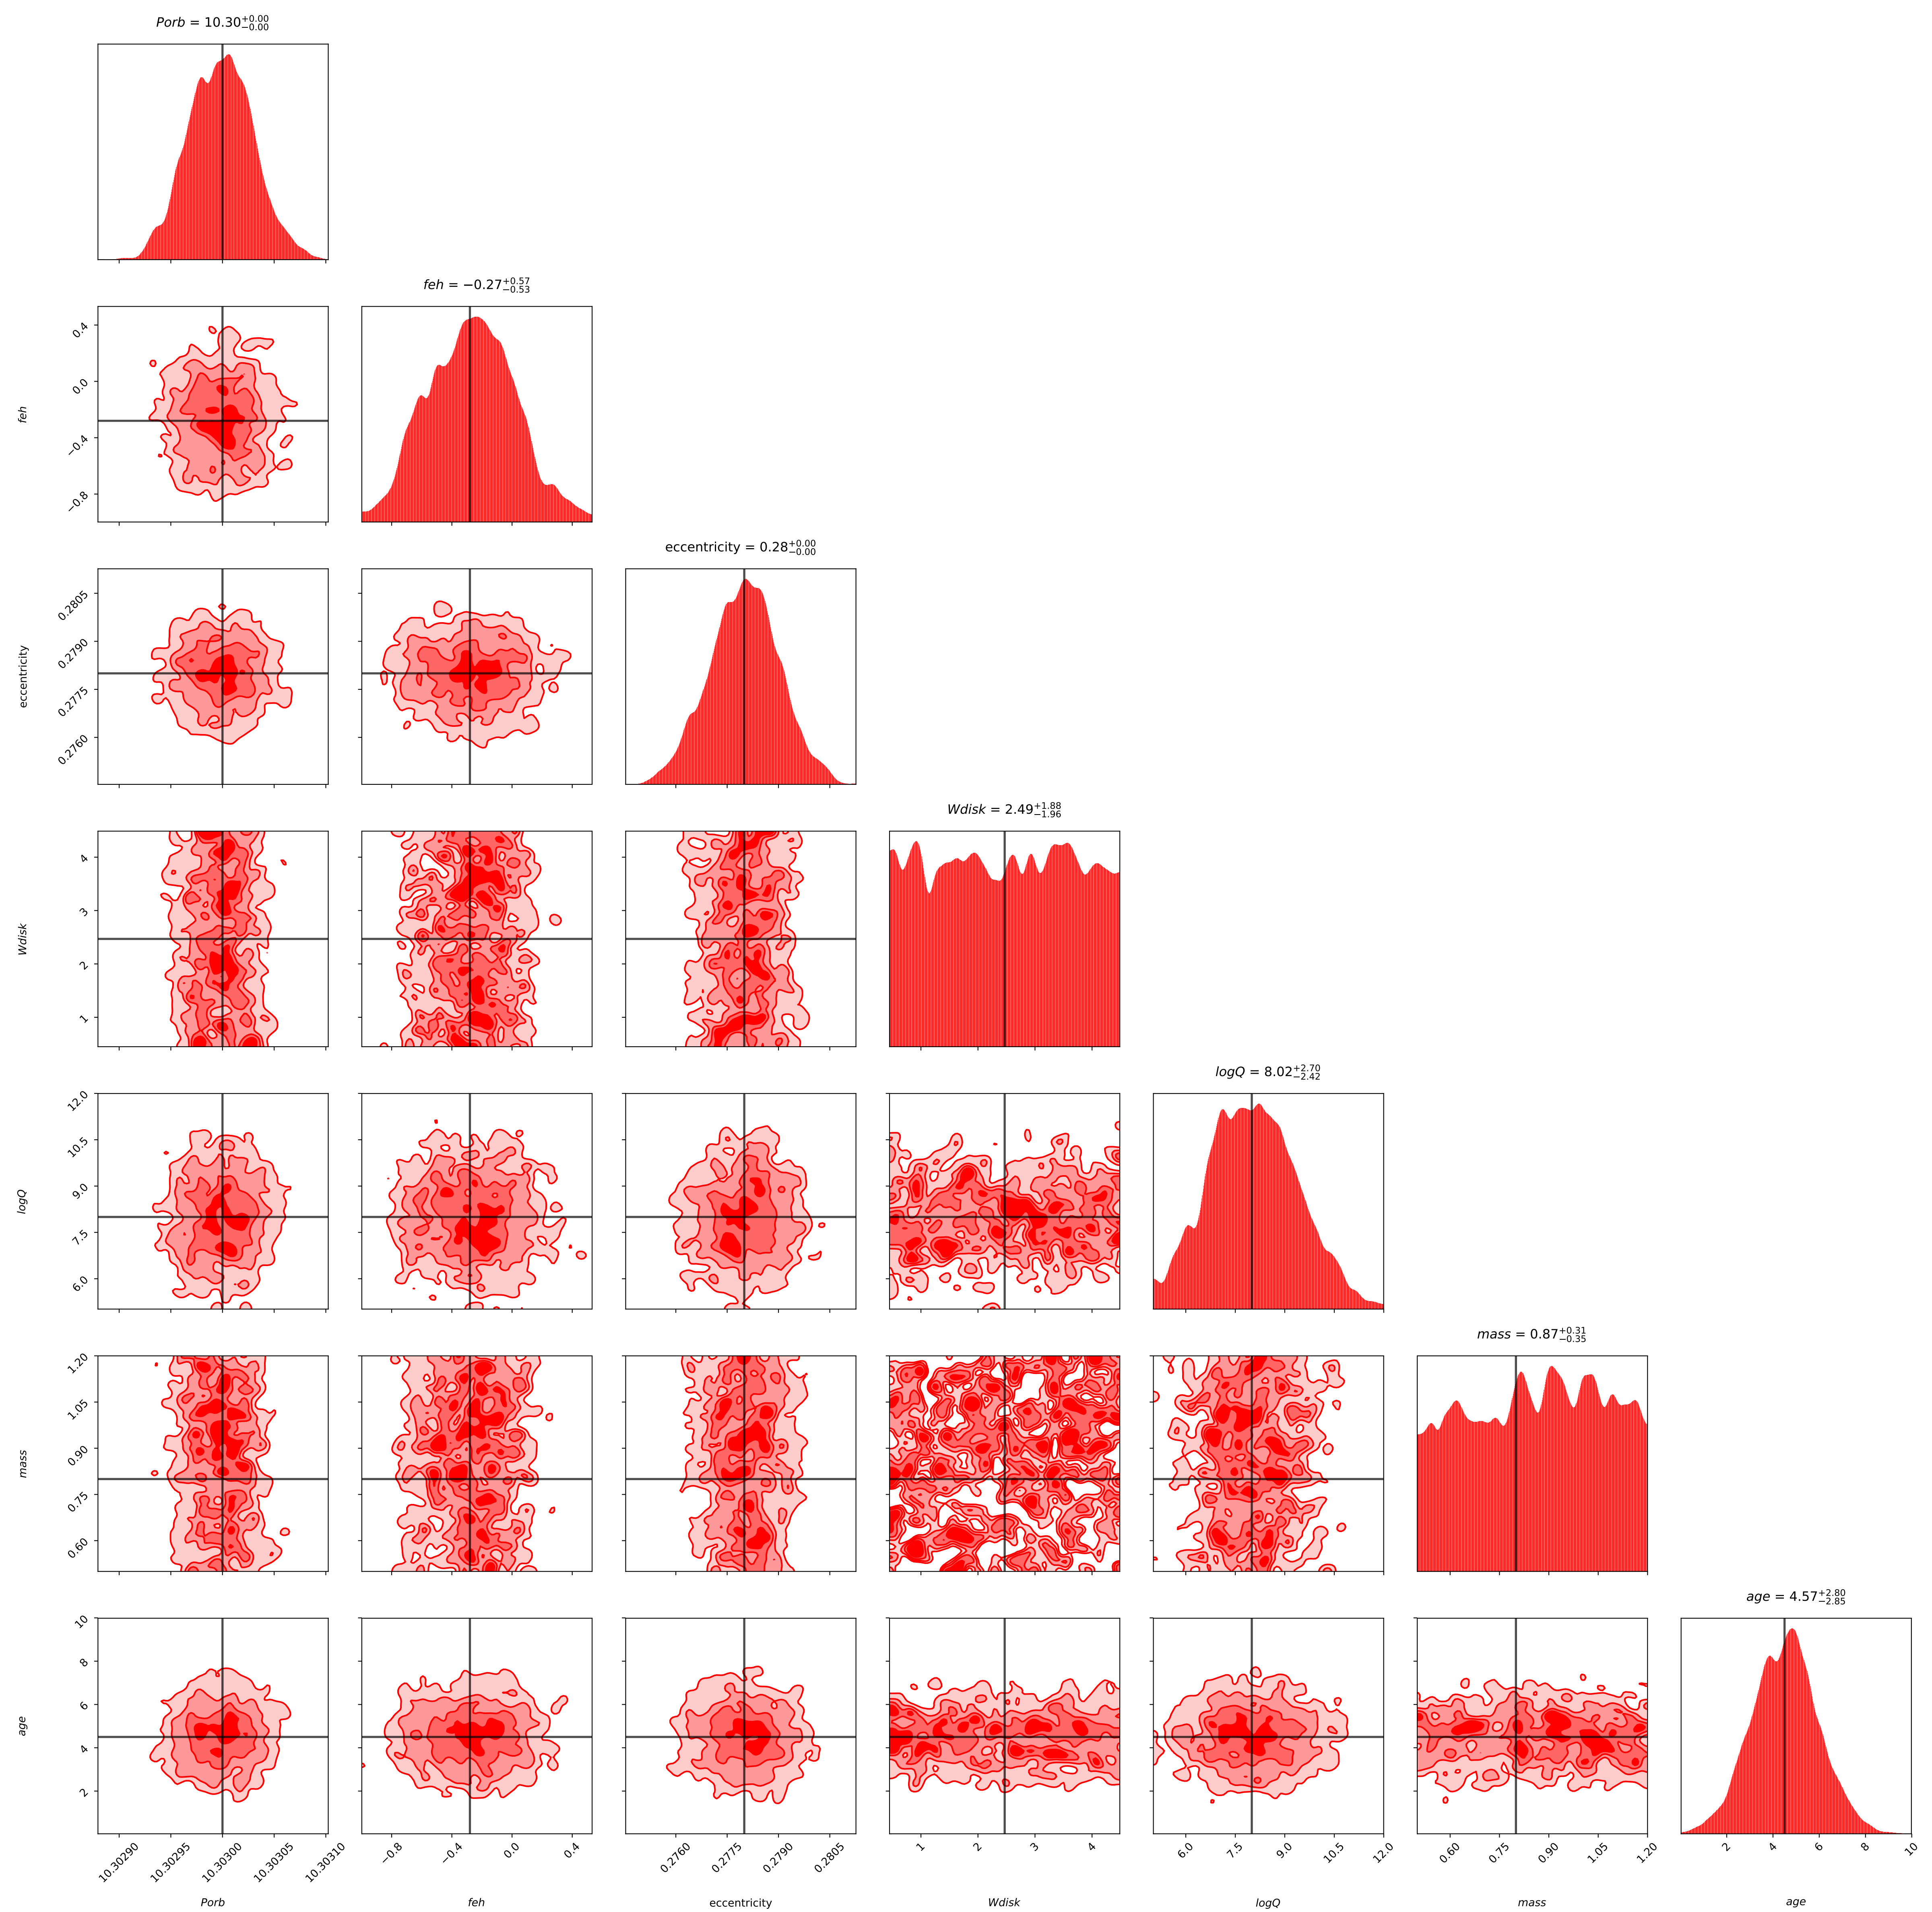 Porb = 10.30+0.00−0.00
feh = −0.27+0.57−0.53
0.4
0.0
−0.4
−0.8
feh
eccentricity = 0.28+0.00−0.00
0.2805
0.2790
0.2775
0.2760
eccentricity
Wdisk = 2.49+1.88−1.96
4
3
2
1
Wdisk
logQ = 8.02+2.70−2.42
12.0
10.5
9.0
7.5
6.0
logQ
mass = 0.87+0.31−0.35
1.20
1.05
0.90
0.75
0.60
mass
age = 4.57+2.80−2.85
10
8
6
4
2
age
10.30290 10.30295 10.30300 10.30305 10.30310 −0.8 −0.4 0.0 0.4 0.2760 0.2775 0.2790 0.2805 1 2 3 4 6.0 7.5 9.0 10.5 12.0 0.60 0.75 0.90 1.05 1.20 2 4 6 8 10
Porb feh eccentricity Wdisk logQ mass age